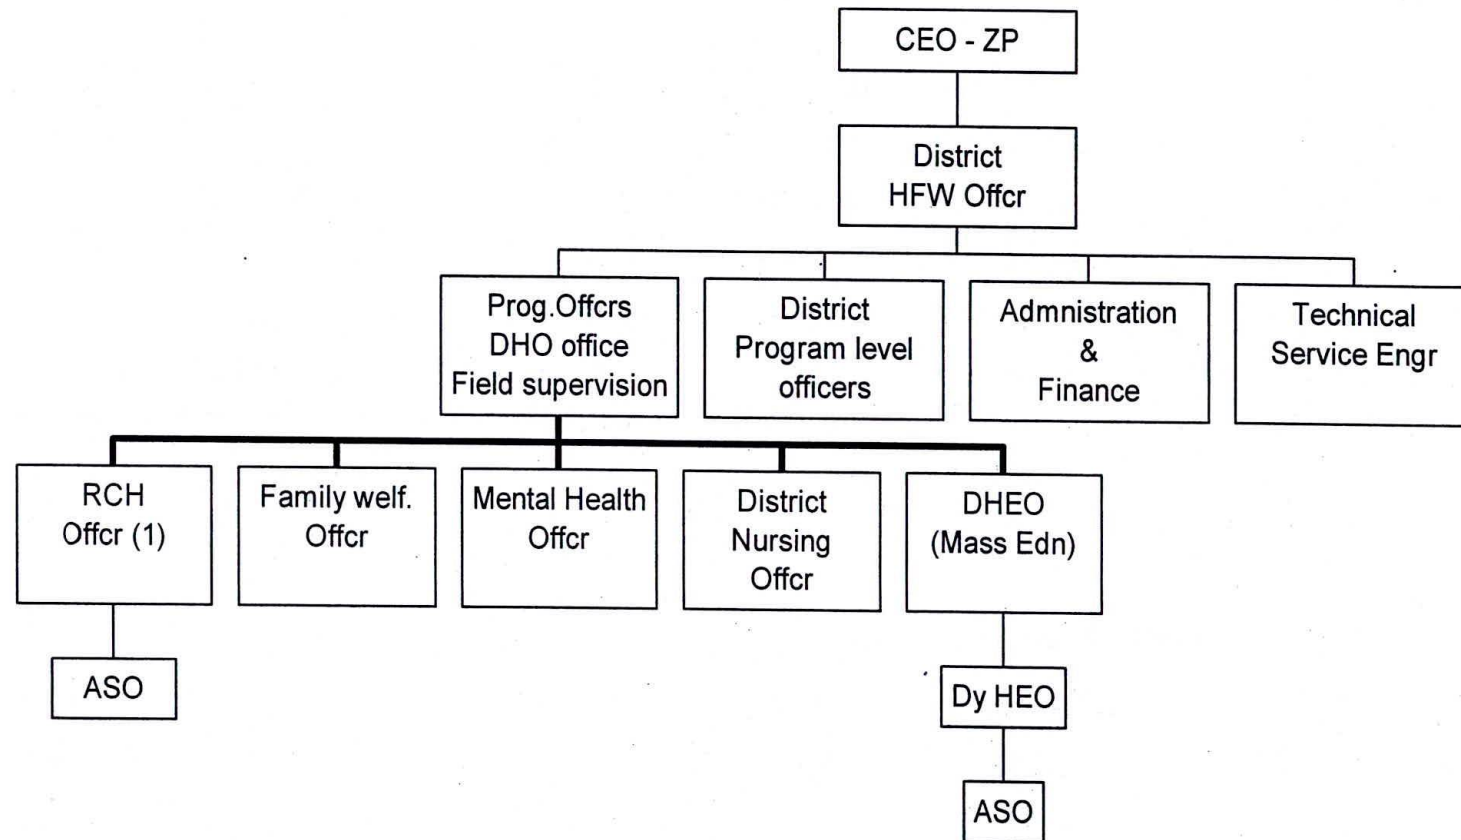 CEO - ZP
District
HFW Offcr
Prog.Offcrs
DHO office
Field supervision
District
Program level
officers
Admnistration
&
Finance
Technical
Service Engr
RCH
Offcr (1)
Family welf.
Offcr
Mental Health
Offcr
District
Nursing
Offcr
DHEO
(Mass Edn)
ASO
Dy HEO
ASO